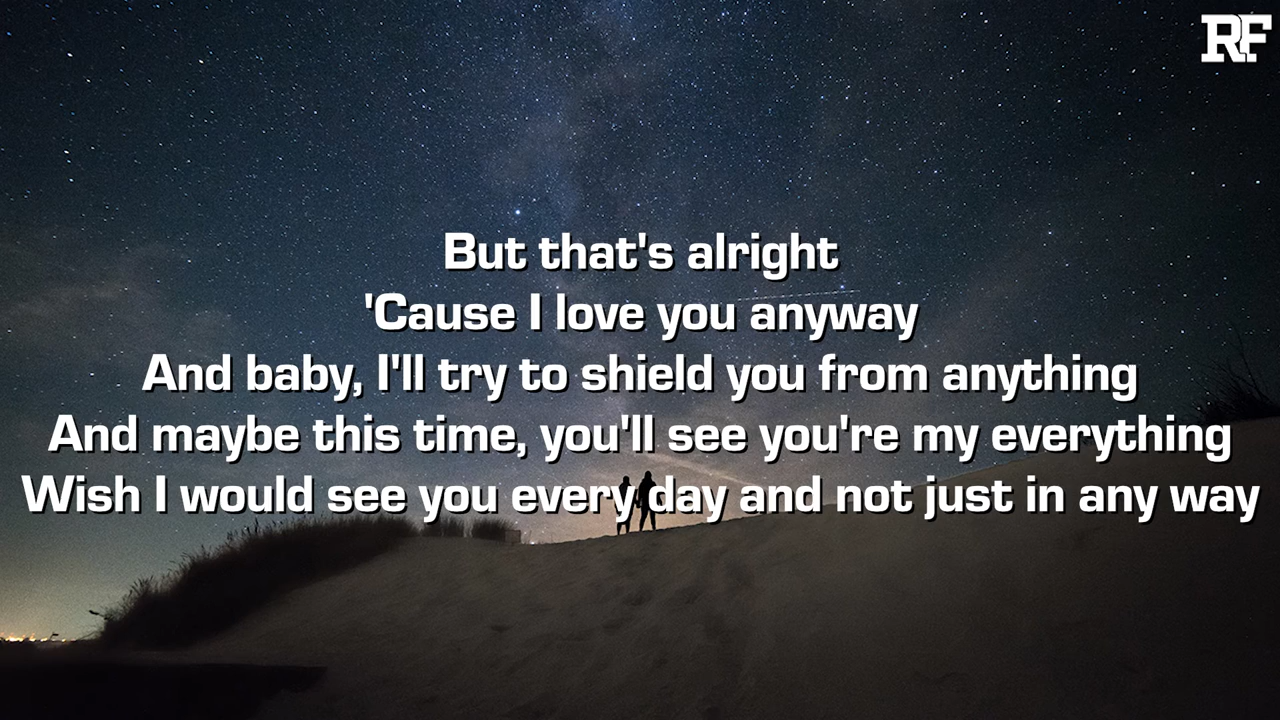 RF
But that's alright
'Cause I love you anyway
And baby, I'll try to shield you from anything
And maybe this time, you'll see you're my everything
Wish I would see you every day and not just in any way